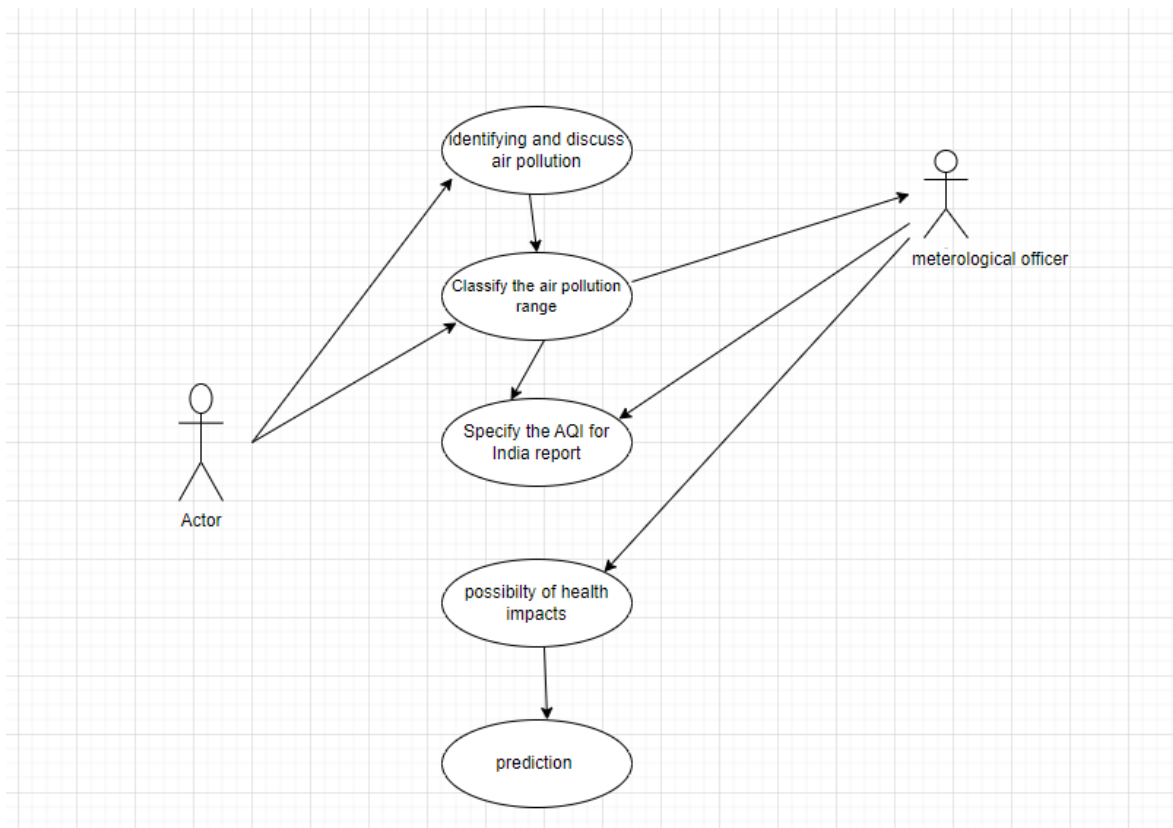 identifying and discuss
air pollution
Classify the air pollution
range
meterological officer
Specify the AQI for
India report
Actor
possibilty of health
impacts
prediction